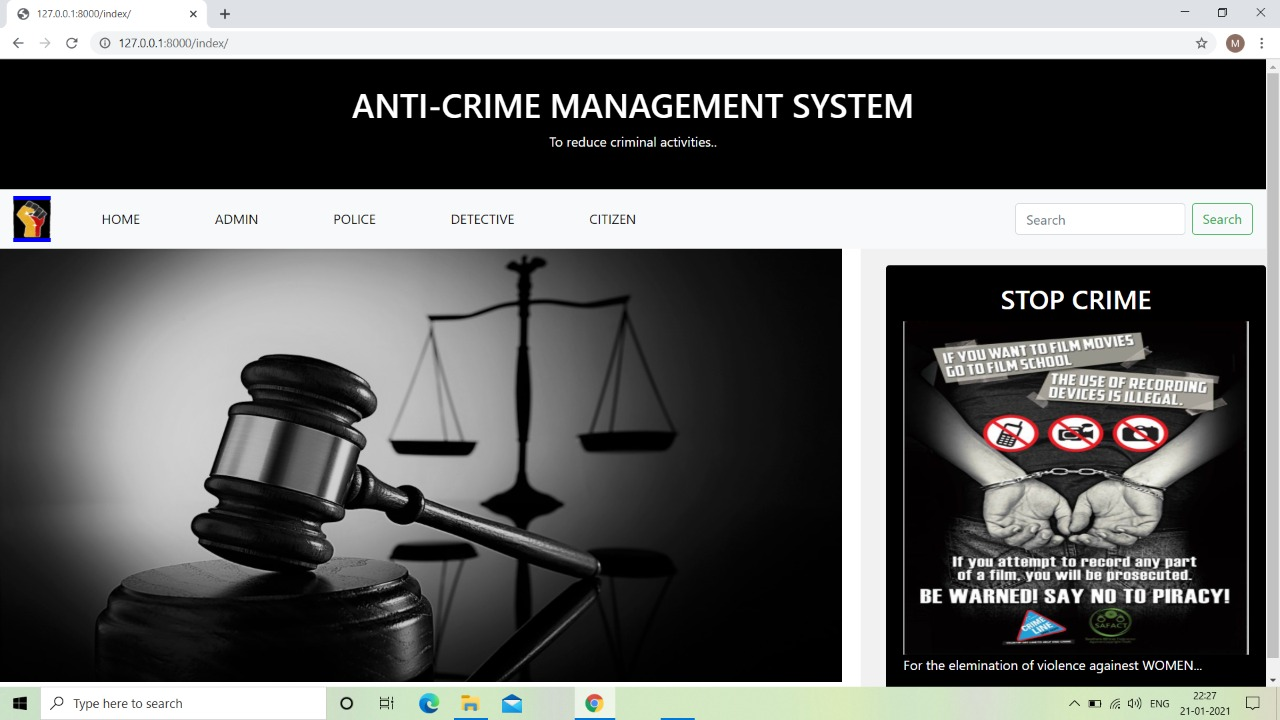 127.0.0.1:8000/index/
127.0.0.1:8000/index/
M
ANTI-CRIME MANAGEMENT SYSTEM
To reduce criminal activities..
HOME ADMIN POLICE DETECTIVE CITIZEN Search Search
STOP CRIME
IF YOU WANT TO FILM MOVIES
GO TO FILM SCHOOL
THE USE OF RECORDING
DEVICES IS ILLEGAL.
If you attempt to record any part
of a film, you will be prosecuted.
BE WARNED! SAY NO TO PIRACY!
CRIME
LINE
SAFACT
For the elemination of violence againest WOMEN...
Type here to search
ENG
22:27
21-01-2021